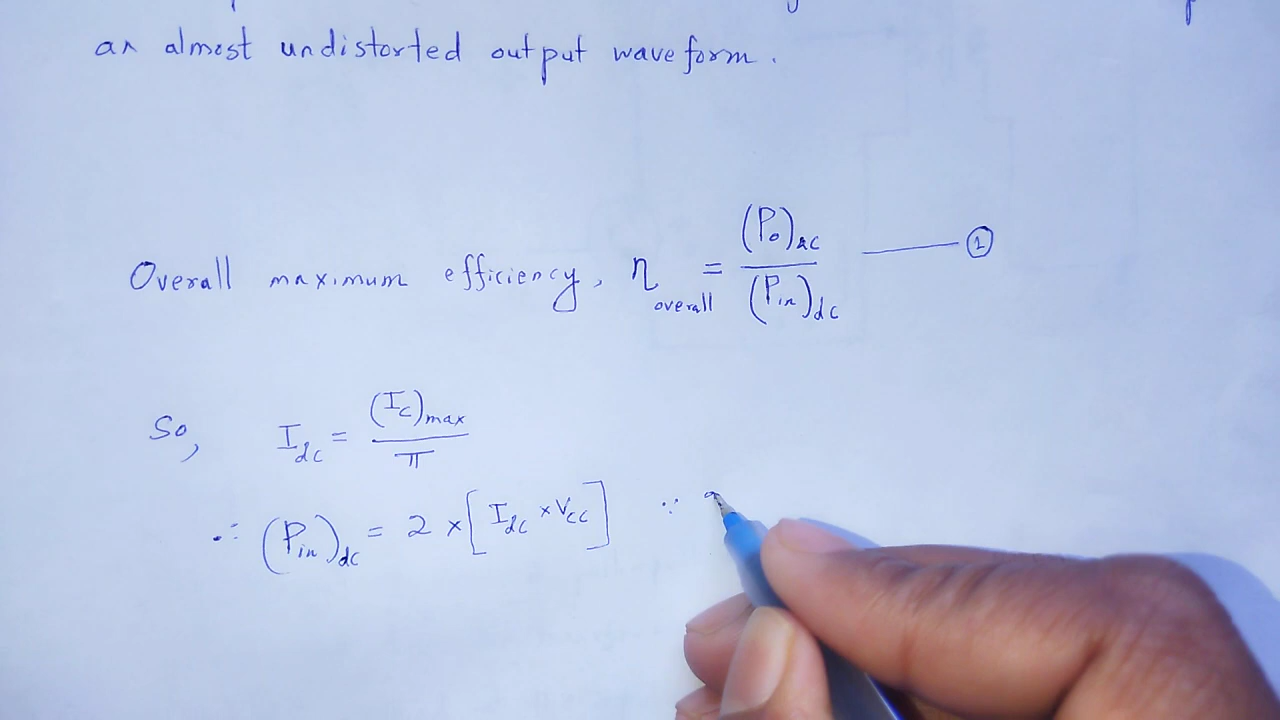 an almost undistorted output waveform.
Overall maximum efficiency, η overall = (Po)ac / (Pin)dc —— ①
So, Idc = (Ic)max / π
∴ (Pin)dc = 2 × [Idc × Vcc] ∵